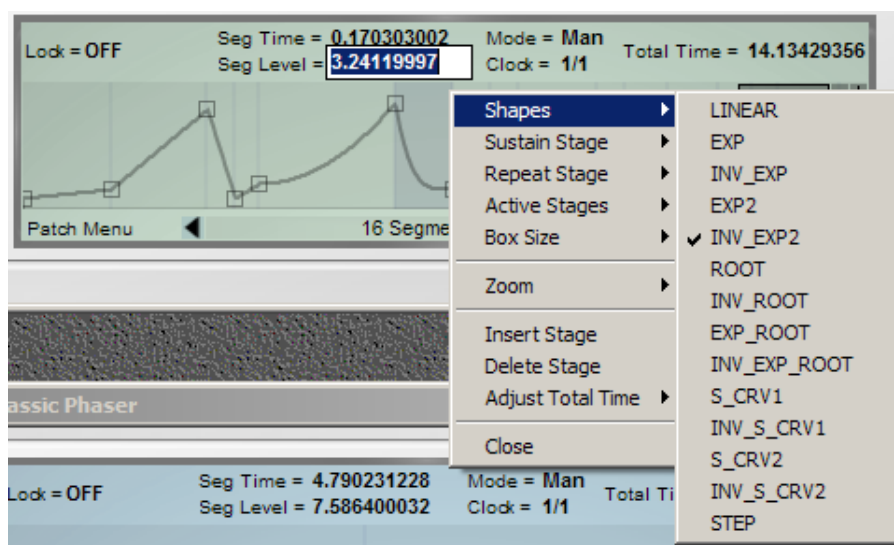 Lock = OFF
Seg Time = 0.170303002
Seg Level = 3.24119997
Mode = Man
Clock = 1/1
Total Time = 14.13429356
Patch Menu
16 Segme
Shapes
Sustain Stage
Repeat Stage
Active Stages
Box Size
Zoom
Insert Stage
Delete Stage
Adjust Total Time
Close
LINEAR
EXP
INV_EXP
EXP2
INV_EXP2
ROOT
INV_ROOT
EXP_ROOT
INV_EXP_ROOT
S_CRV1
INV_S_CRV1
S_CRV2
INV_S_CRV2
STEP
assic Phaser
Lock = OFF
Seg Time = 4.790231228
Seg Level = 7.586400032
Mode = Man
Clock = 1/1
Total Ti